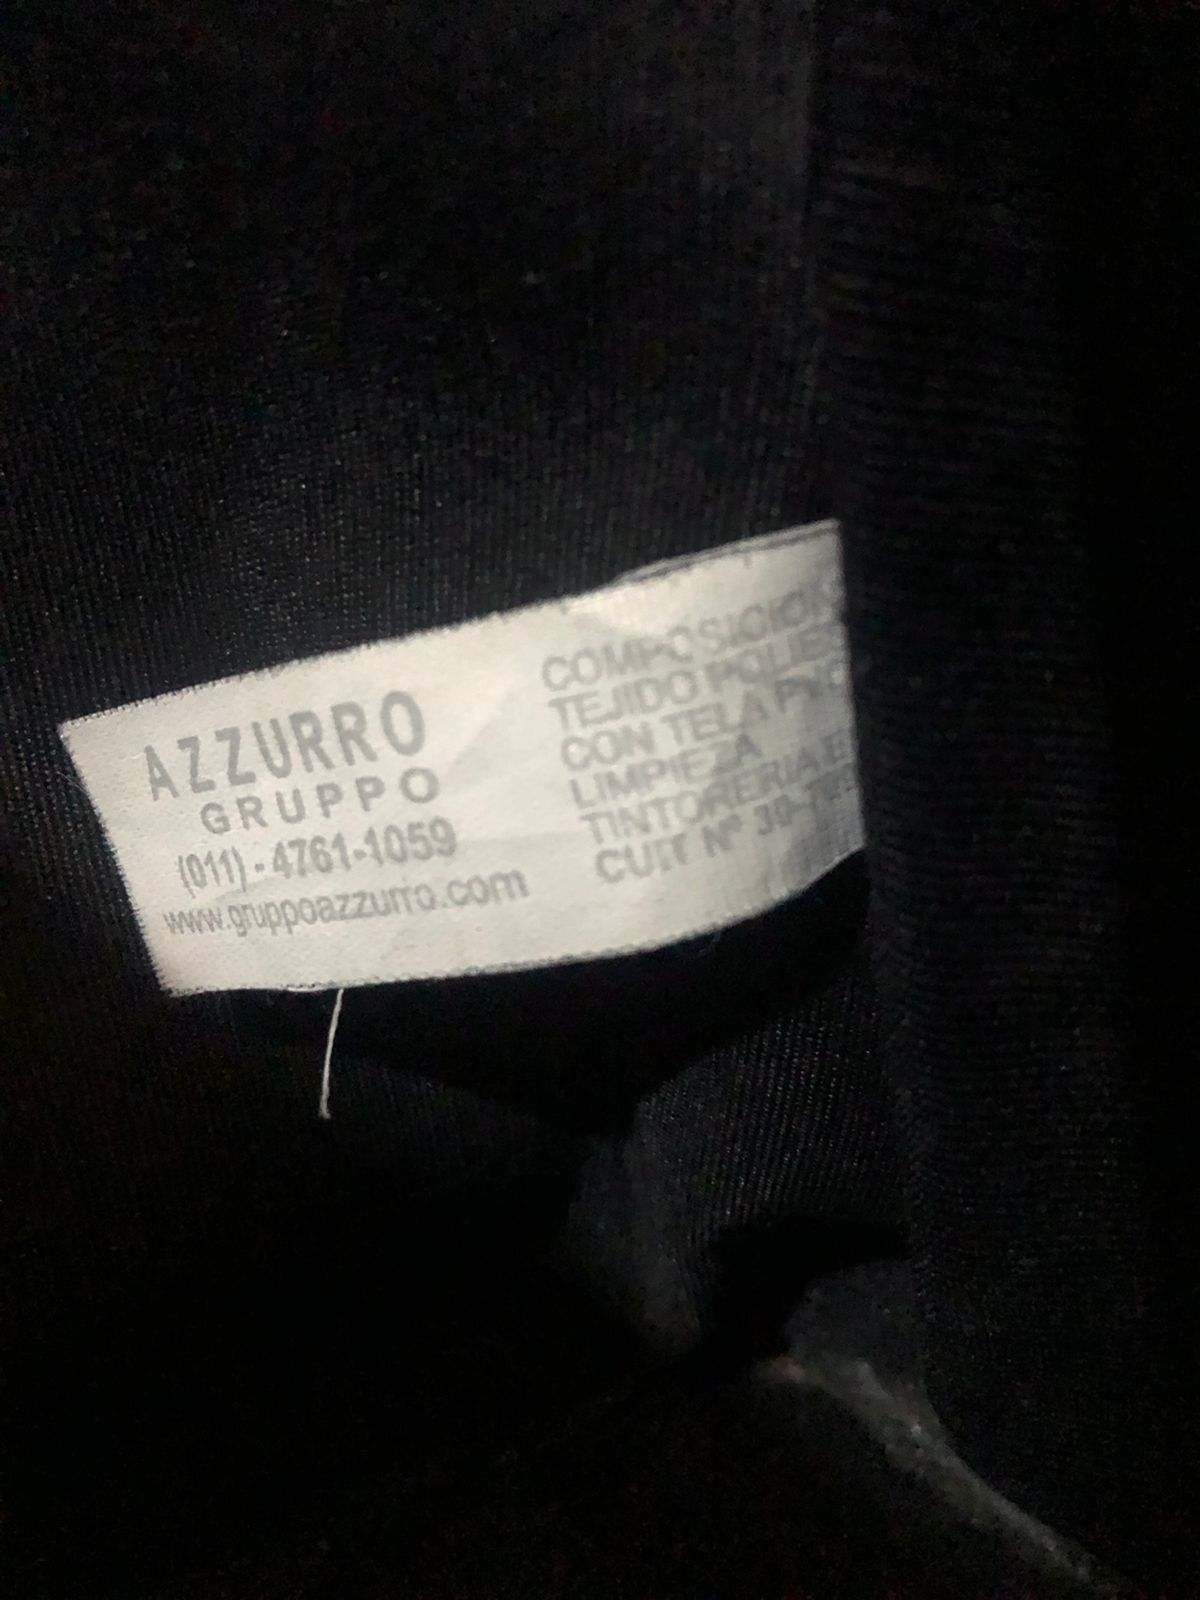 AZZURRO
GRUPPO
(011) - 4761-1059
www.gruppoazzurro.com
COMPOSICION
TEJIDO
CON TELA
LIMPIEZA
TINTORERIA
CUIT Nº